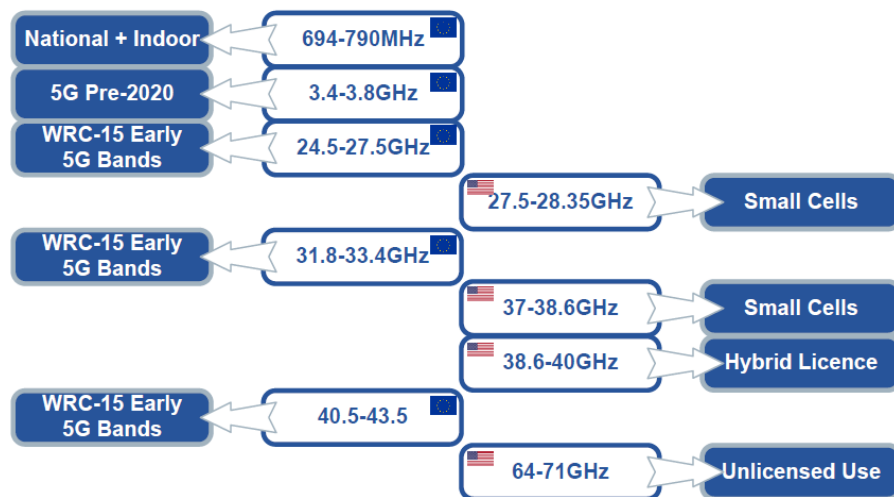 National + Indoor
694-790MHz
5G Pre-2020
3.4-3.8GHz
WRC-15 Early
5G Bands
24.5-27.5GHz
27.5-28.35GHz
Small Cells
WRC-15 Early
5G Bands
31.8-33.4GHz
37-38.6GHz
Small Cells
38.6-40GHz
Hybrid Licence
WRC-15 Early
5G Bands
40.5-43.5
64-71GHz
Unlicensed Use